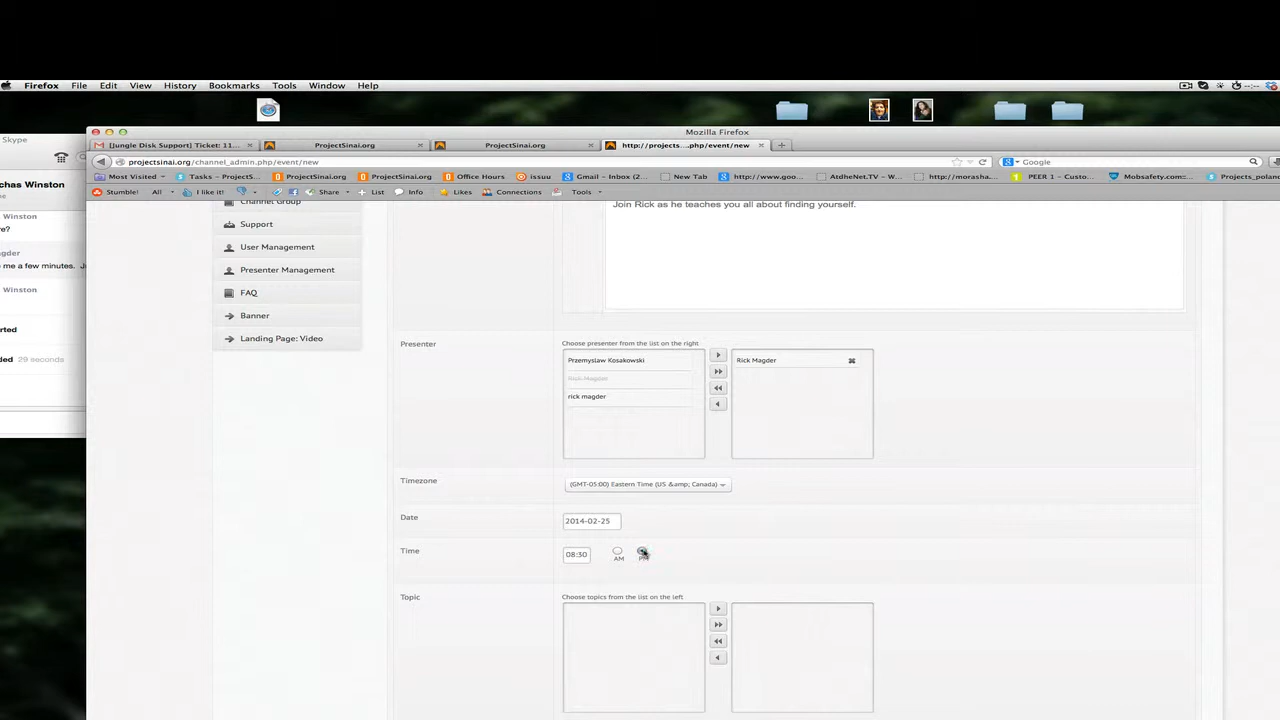 Firefox File Edit View History Bookmarks Tools Window Help
Skype
Mozilla Firefox
[Jungle Disk Support] Ticket: 11... ProjectSinai.org ProjectSinai.org http://projects....php/event/new
projectsinai.org/channel_admin.php/event/new Google
Most Visited Tasks - ProjectS... ProjectSinai.org ProjectSinai.org Office Hours issuu Gmail - Inbox (2... New Tab http://www.goo... AtdheNet.TV - W... http://morasha... PEER 1 - Custo... Mobsafety.com:... Projects_polan
Stumble! All I like it! Share List Info Likes Connections Tools
chas Winston
Winston
re?
gder
me a few minutes. J
Winston
rted
ded 29 seconds
Channel Group
Support
User Management
Presenter Management
FAQ
Banner
Landing Page: Video
Join Rick as he teaches you all about finding yourself.
Presenter
Choose presenter from the list on the right
Przemyslaw Kosakowski
Rick Magder
rick magder
Rick Magder
Timezone
(GMT-05:00) Eastern Time (US &amp; Canada)
Date
2014-02-25
Time
08:30
AM
PM
Topic
Choose topics from the list on the left